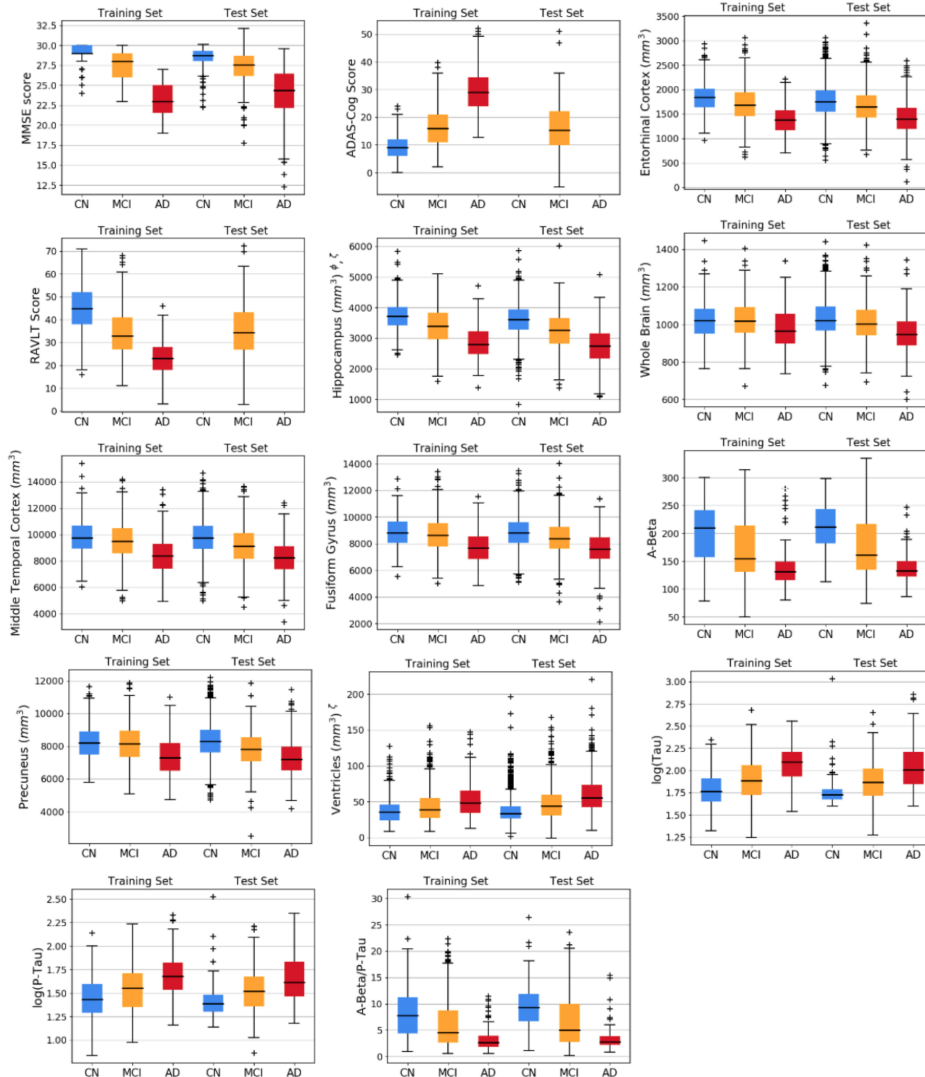 Training Set Test Set
MMSE score
30.0
27.5
25.0
22.5
20.0
17.5
15.0
12.5
CN MCI AD CN MCI AD
Training Set Test Set
ADAS-Cog Score
50
40
30
20
10
0
CN MCI AD MCI
Training Set Test Set
Entorhinal Cortex (mm³)
3500
3000
2500
2000
1500
1000
500
0
CN MCI AD CN MCI AD
Training Set Test Set
RAVLT Score
70
60
50
40
30
20
10
0
CN MCI AD MCI
Training Set Test Set
Hippocampus (mm³) ϕ, ζ
6000
5000
4000
3000
2000
1000
CN MCI AD CN MCI AD
Training Set Test Set
Whole Brain (mm³)
1400
1200
1000
800
600
CN MCI AD CN MCI AD
Training Set Test Set
Middle Temporal Cortex (mm³)
14000
12000
10000
8000
6000
4000
CN MCI AD CN MCI AD
Training Set Test Set
Fusiform Gyrus (mm³)
14000
12000
10000
8000
6000
4000
2000
CN MCI AD CN MCI AD
Training Set Test Set
A-Beta
300
250
200
150
100
50
CN MCI AD CN MCI AD
Training Set Test Set
Precuneus (mm³)
12000
10000
8000
6000
4000
CN MCI AD CN MCI AD
Training Set Test Set
Ventricles (mm³) ζ
200
150
100
50
0
CN MCI AD CN MCI AD
Training Set Test Set
log(Tau)
3.00
2.75
2.50
2.25
2.00
1.75
1.50
1.25
CN MCI AD CN MCI AD
Training Set Test Set
log(P-Tau)
2.50
2.25
2.00
1.75
1.50
1.25
1.00
CN MCI AD CN MCI AD
Training Set Test Set
A-Beta/P-Tau
30
25
20
15
10
5
0
CN MCI AD CN MCI AD